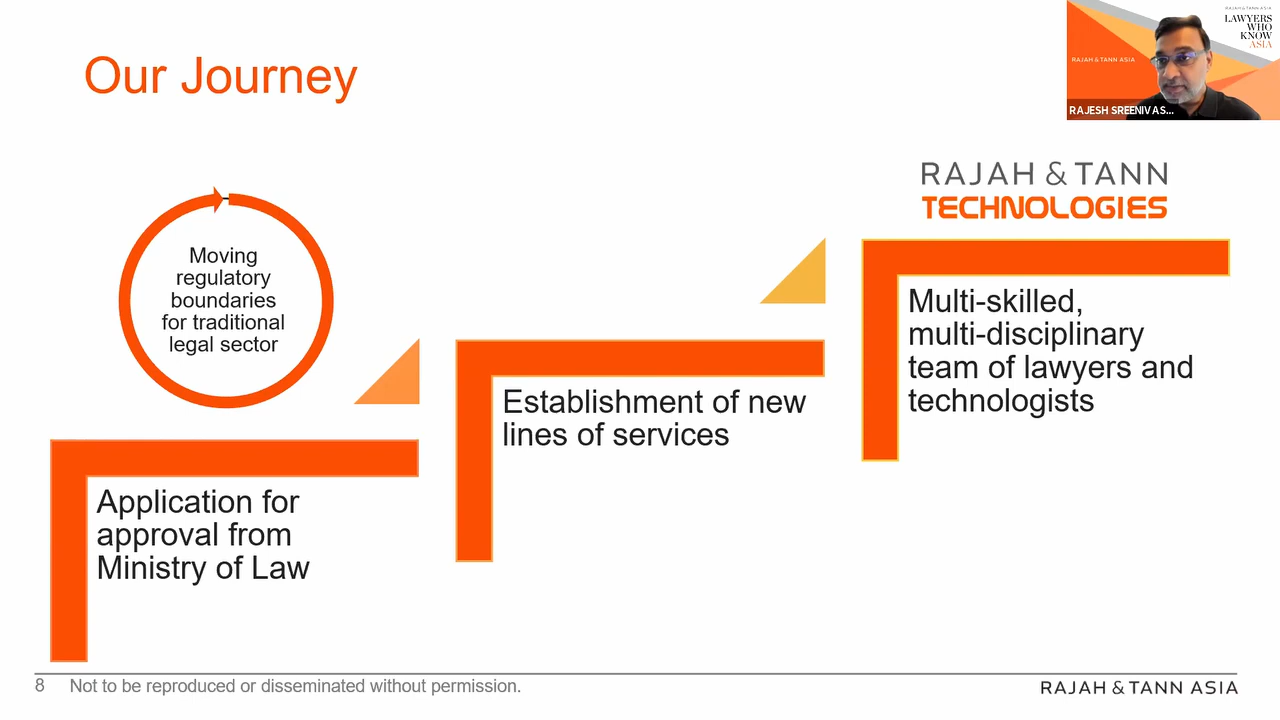 Our Journey
RAJAH & TANN ASIA
LAWYERS
WHO
KNOW
ASIA
RAJAH & TANN ASIA
RAJESH SREENIVAS...
Moving
regulatory
boundaries
for traditional
legal sector
Application for
approval from
Ministry of Law
Establishment of new
lines of services
RAJAH & TANN
TECHNOLOGIES
Multi-skilled,
multi-disciplinary
team of lawyers and
technologists
8 Not to be reproduced or disseminated without permission.
RAJAH & TANN ASIA